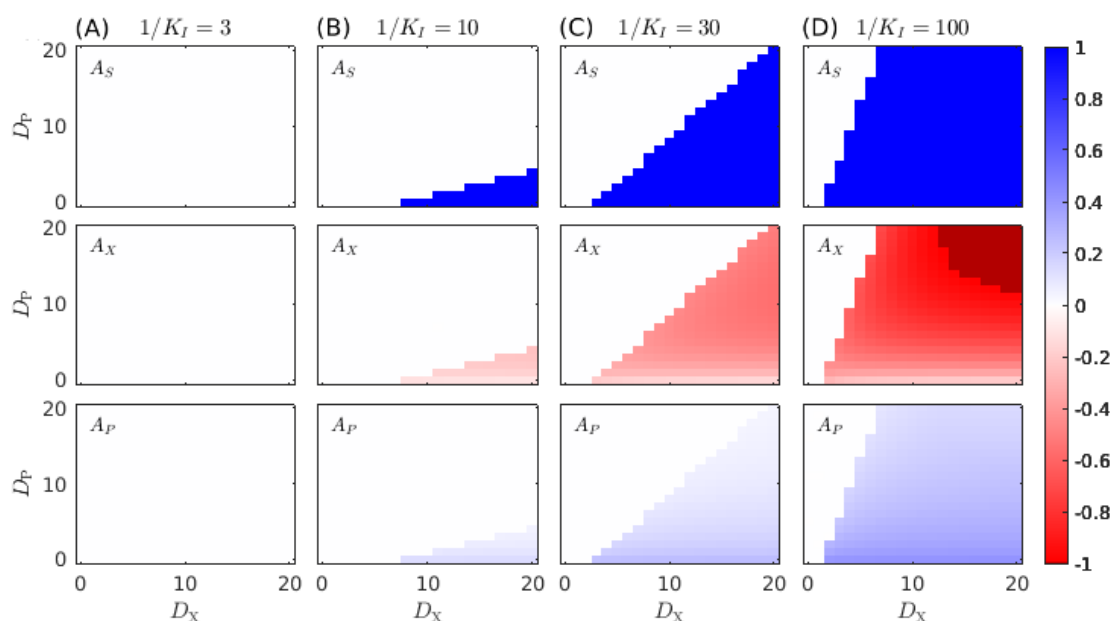 (A) 1/K_I = 3 (B) 1/K_I = 10 (C) 1/K_I = 30 (D) 1/K_I = 100
20 A_S A_S A_S A_S 1
D_P 10 0.8
0 0.6
20 A_X A_X A_X A_X 0.4
D_P 10 0.2
0 0
20 A_P A_P A_P A_P -0.2
D_P 10 -0.4
0 -0.6
-0.8
-1
0 10 20 0 10 20 0 10 20 0 10 20
D_X D_X D_X D_X